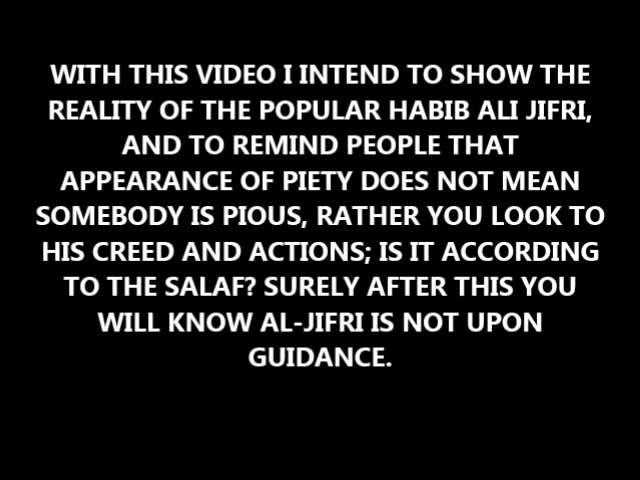 WITH THIS VIDEO I INTEND TO SHOW THE
REALITY OF THE POPULAR HABIB ALI JIFRI,
AND TO REMIND PEOPLE THAT
APPEARANCE OF PIETY DOES NOT MEAN
SOMEBODY IS PIOUS, RATHER YOU LOOK TO
HIS CREED AND ACTIONS; IS IT ACCORDING
TO THE SALAF? SURELY AFTER THIS YOU
WILL KNOW AL-JIFRI IS NOT UPON
GUIDANCE.